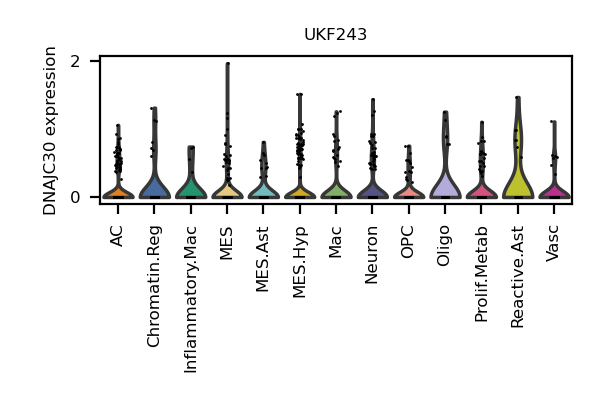 UKF243
DNAJC30 expression
2
0
AC
Chromatin.Reg
Inflammatory.Mac
MES
MES.Ast
MES.Hyp
Mac
Neuron
OPC
Oligo
Prolif.Metab
Reactive.Ast
Vasc